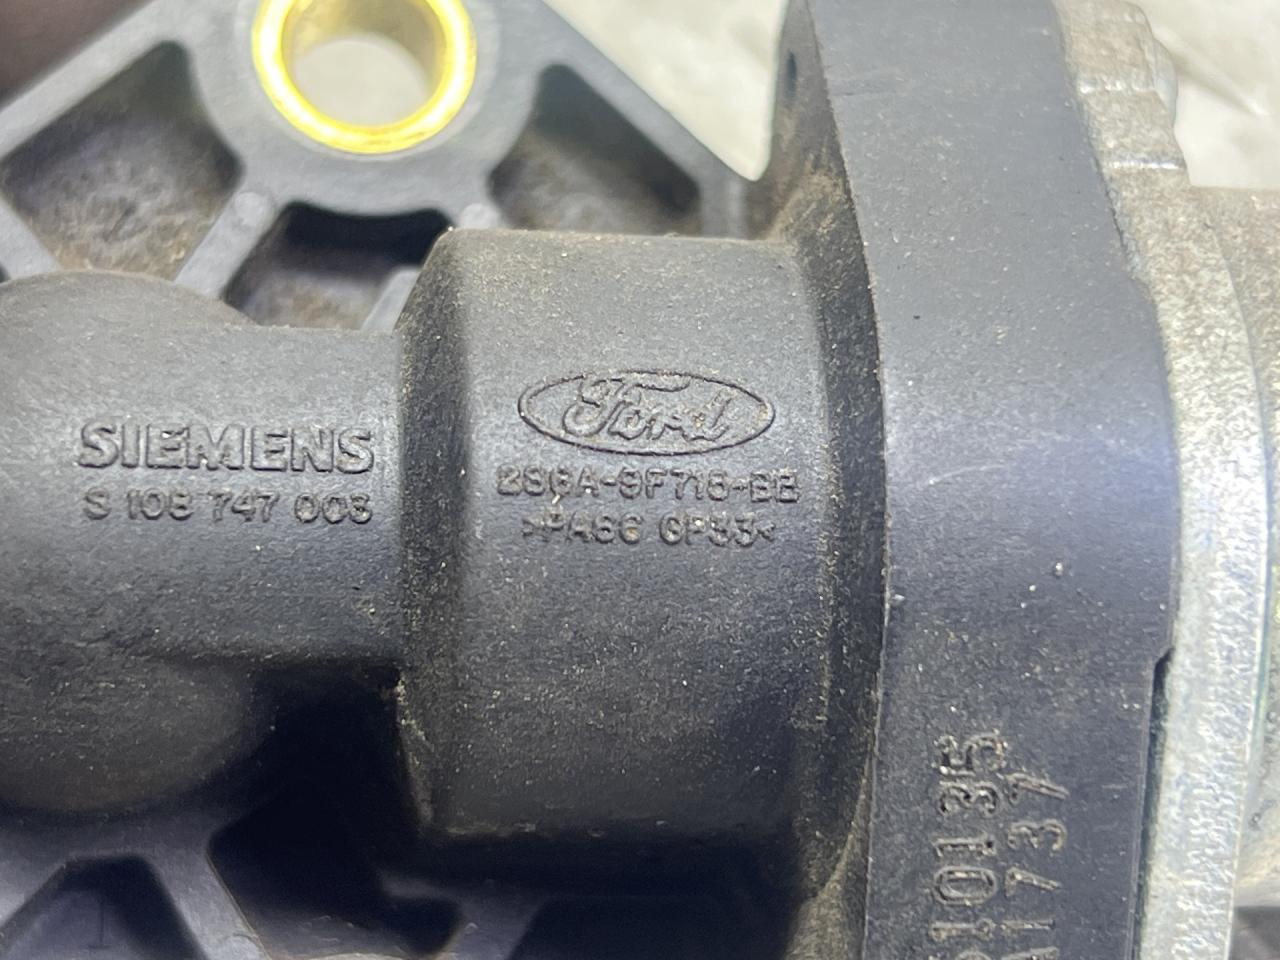 SIEMENS
S 108 747 003
Ford
2S6A-9F715-BB
>PA66 GF33<